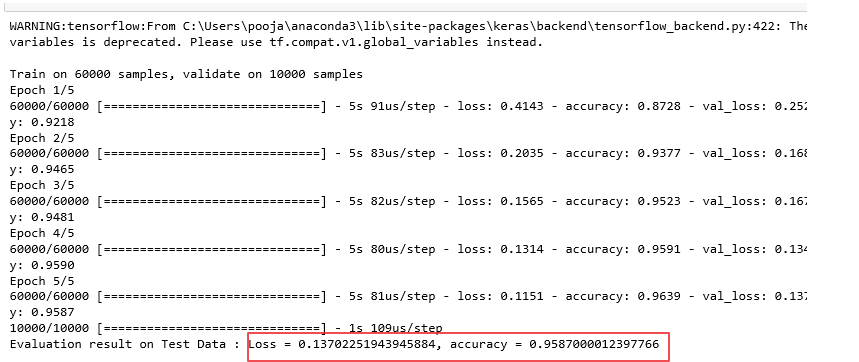 WARNING:tensorflow:From C:\Users\pooja\anaconda3\lib\site-packages\keras\backend\tensorflow_backend.py:422: The
variables is deprecated. Please use tf.compat.v1.global_variables instead.
Train on 60000 samples, validate on 10000 samples
Epoch 1/5
60000/60000 [==============================] - 5s 91us/step - loss: 0.4143 - accuracy: 0.8728 - val_loss: 0.252
y: 0.9218
Epoch 2/5
60000/60000 [==============================] - 5s 83us/step - loss: 0.2035 - accuracy: 0.9377 - val_loss: 0.168
y: 0.9465
Epoch 3/5
60000/60000 [==============================] - 5s 82us/step - loss: 0.1565 - accuracy: 0.9523 - val_loss: 0.167
y: 0.9481
Epoch 4/5
60000/60000 [==============================] - 5s 80us/step - loss: 0.1314 - accuracy: 0.9591 - val_loss: 0.134
y: 0.9590
Epoch 5/5
60000/60000 [==============================] - 5s 81us/step - loss: 0.1151 - accuracy: 0.9639 - val_loss: 0.137
y: 0.9587
10000/10000 [==============================] - 1s 109us/step
Evaluation result on Test Data : Loss = 0.13702251943945884, accuracy = 0.9587000012397766